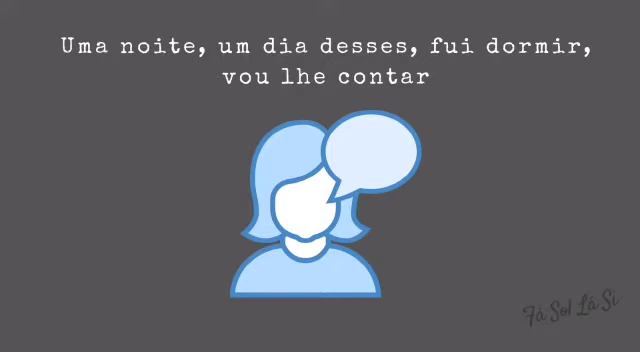 Uma noite, um dia desses, fui dormir,
vou lhe contar
Fá Sol Lá Si